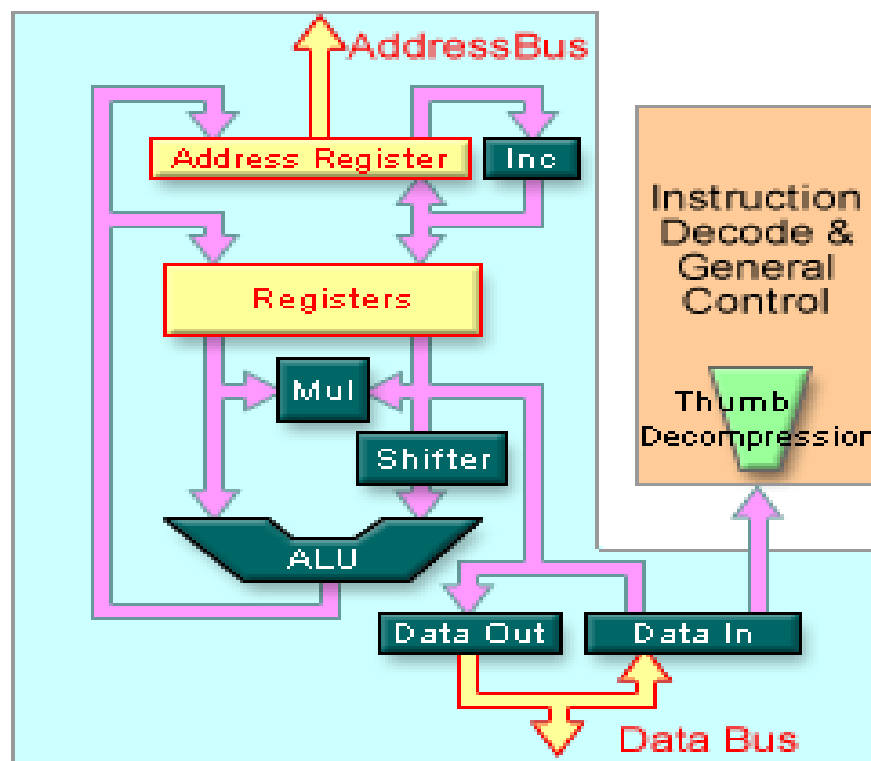 AddressBus
Address Register
Inc
Instruction
Decode &
General
Control
Registers
Mul
Thumb
Decompression
Shifter
ALU
Data Out
Data In
Data Bus